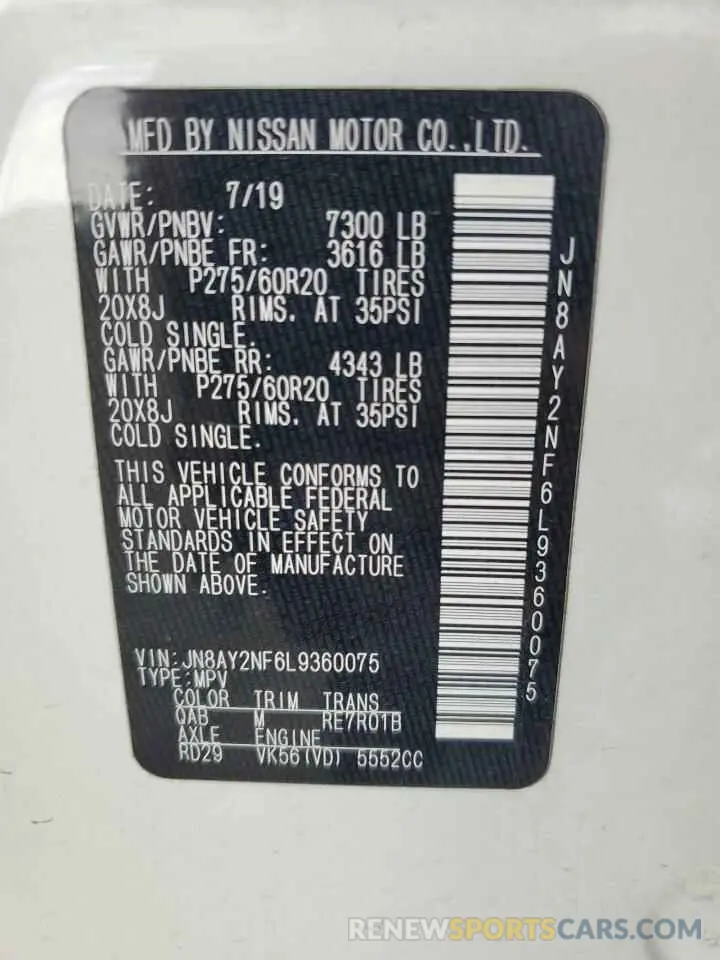 MFD BY NISSAN MOTOR CO.,LTD.
DATE: 7/19
GVWR/PNBV: 7300 LB
GAWR/PNBE FR: 3616 LB
WITH P275/60R20 TIRES
20X8J RIMS. AT 35PSI
COLD SINGLE.
GAWR/PNBE RR: 4343 LB
WITH P275/60R20 TIRES
20X8J RIMS. AT 35PSI
COLD SINGLE.
THIS VEHICLE CONFORMS TO
ALL APPLICABLE FEDERAL
MOTOR VEHICLE SAFETY
STANDARDS IN EFFECT ON
THE DATE OF MANUFACTURE
SHOWN ABOVE.
VIN:JN8AY2NF6L9360075
TYPE:MPV
COLOR TRIM TRANS
QAB M RE7R01B
AXLE ENGINE
RD29 VK56(VD) 5552CC
JN8AY2NF6L9360075
RENEWSPORTSCARS.COM